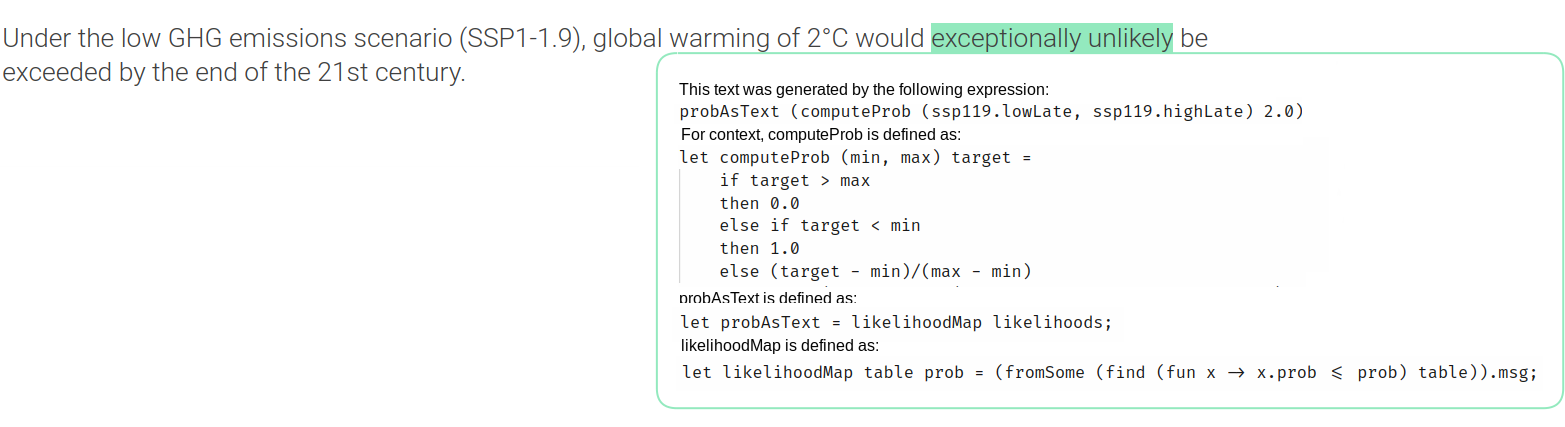 Under the low GHG emissions scenario (SSP1-1.9), global warming of 2°C would exceptionally unlikely be
exceeded by the end of the 21st century.
This text was generated by the following expression:
probAsText (computeProb (ssp119.lowLate, ssp119.highLate) 2.0)
For context, computeProb is defined as:
let computeProb (min, max) target =
    if target > max
    then 0.0
    else if target < min
    then 1.0
    else (target - min)/(max - min)
probAsText is defined as:
let probAsText = likelihoodMap likelihoods;
likelihoodMap is defined as:
let likelihoodMap table prob = (fromSome (find (fun x → x.prob ⩽ prob) table)).msg;